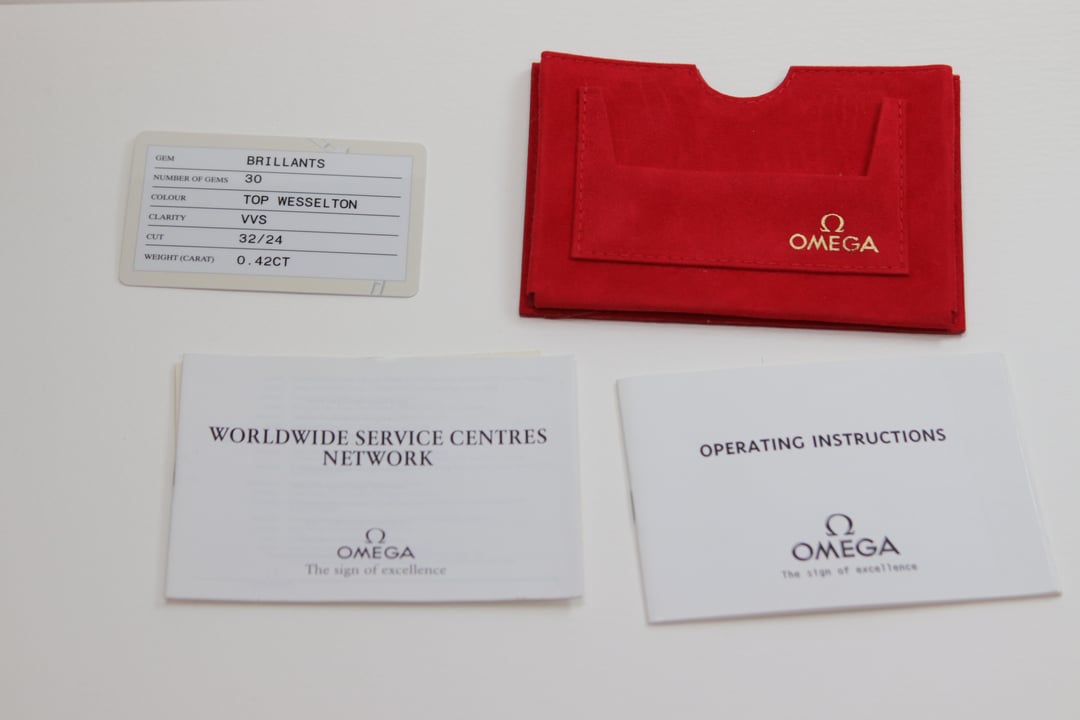 GEM BRILLANTS
NUMBER OF GEMS 30
COLOUR TOP WESSELTON
CLARITY VVS
CUT 32/24
WEIGHT (CARAT) 0.42CT
Ω
OMEGA
WORLDWIDE SERVICE CENTRES
NETWORK
Ω
OMEGA
The sign of excellence
OPERATING INSTRUCTIONS
Ω
OMEGA
The sign of excellence